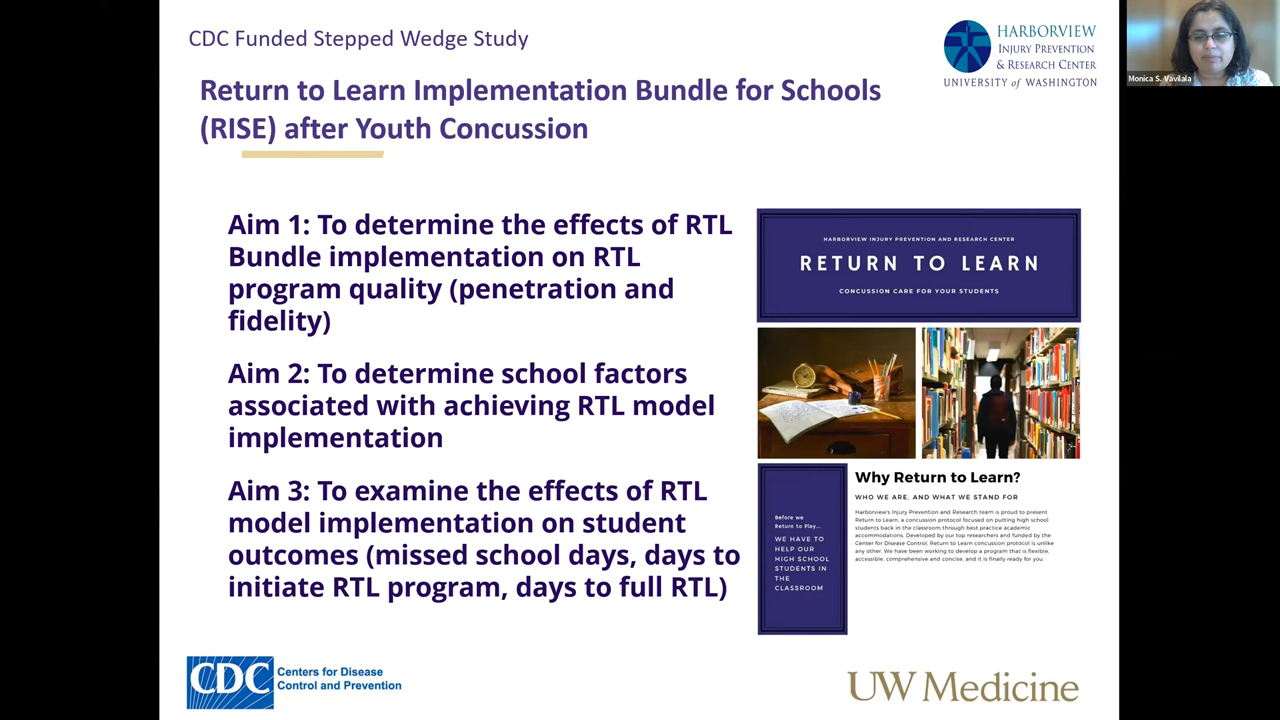 CDC Funded Stepped Wedge Study
HARBORVIEW
INJURY PREVENTION
& RESEARCH CENTER
UNIVERSITY of WASHINGTON
Monica S. Vavilala
Return to Learn Implementation Bundle for Schools
(RISE) after Youth Concussion
Aim 1: To determine the effects of RTL
Bundle implementation on RTL
program quality (penetration and
fidelity)
Aim 2: To determine school factors
associated with achieving RTL model
implementation
Aim 3: To examine the effects of RTL
model implementation on student
outcomes (missed school days, days to
initiate RTL program, days to full RTL)
HARBORVIEW INJURY PREVENTION AND RESEARCH CENTER
RETURN TO LEARN
CONCUSSION CARE FOR YOUR STUDENTS
Before we
Return to Play...
WE HAVE TO
HELP OUR
HIGH SCHOOL
STUDENTS IN
THE
CLASSROOM
Why Return to Learn?
WHO WE ARE, AND WHAT WE STAND FOR
Harborview's Injury Prevention and Research team is proud to present
Return to Learn, a concussion protocol focused on putting high school
students back in the classroom through best practice academic
accommodations. Developed by our top researchers and funded by the
Center for Disease Control, Return to Learn concussion protocol is unlike
any other. We have been working to develop a program that is flexible,
accessible, comprehensive and concise, and it is finally ready for you.
CDC
Centers for Disease
Control and Prevention
UW Medicine